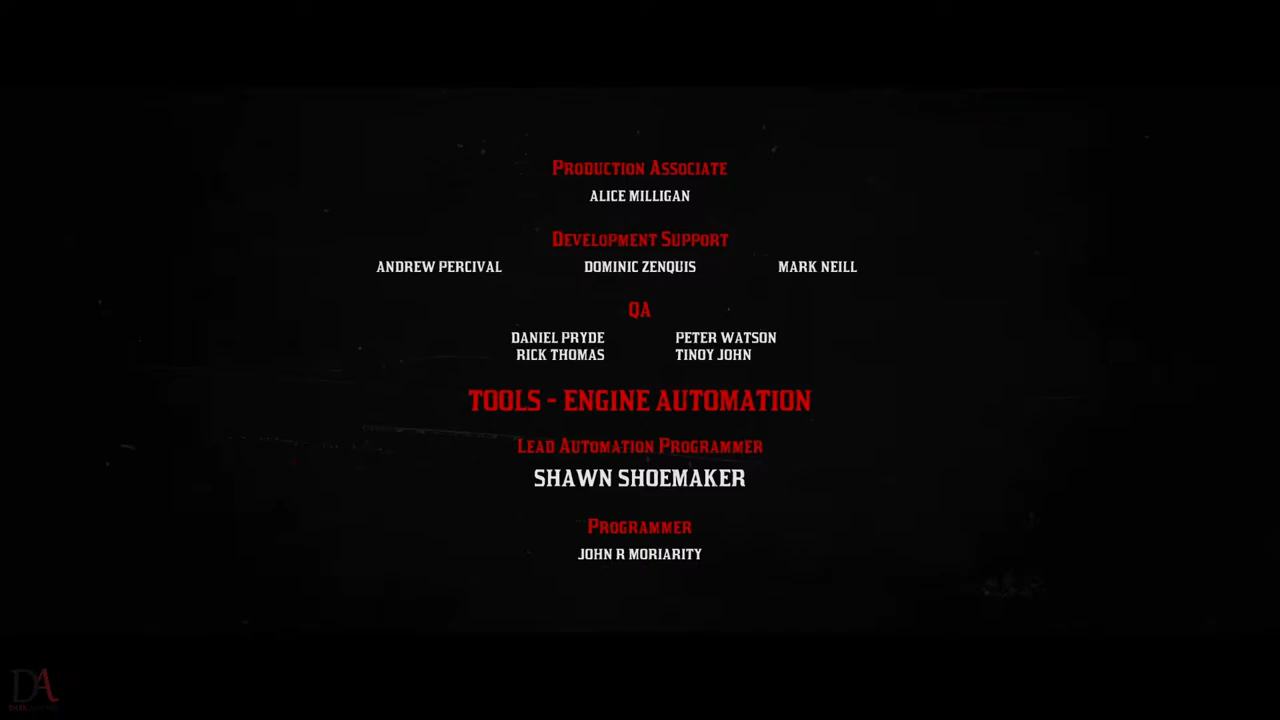 Production Associate
ALICE MILLIGAN
Development Support
ANDREW PERCIVAL DOMINIC ZENQUIS MARK NEILL
QA
DANIEL PRYDE PETER WATSON
RICK THOMAS TINOY JOHN
TOOLS - ENGINE AUTOMATION
Lead Automation Programmer
SHAWN SHOEMAKER
Programmer
JOHN R MORIARITY
DA